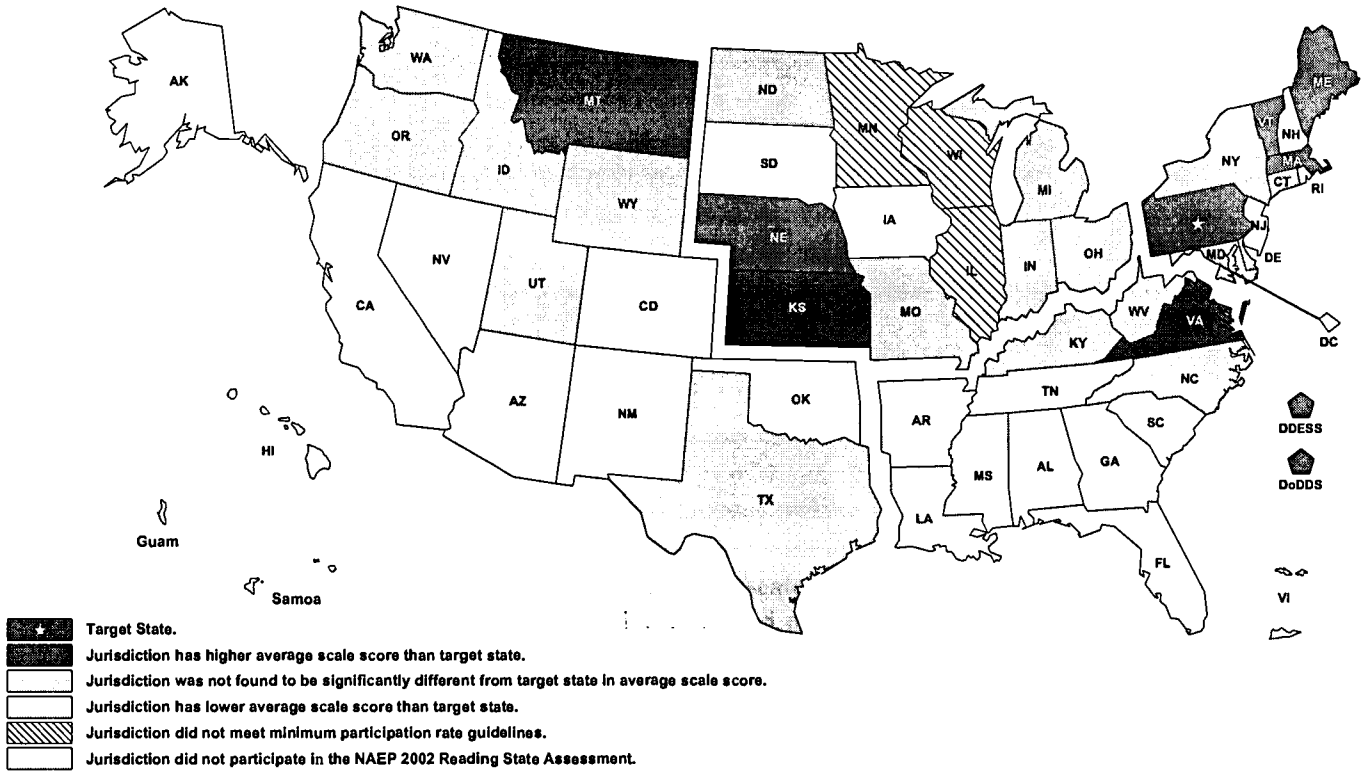 AK
WA
MT
ND
MN
ME
VT
NH
OR
ID
SD
WI
MI
NY
MA
CT
RI
WY
IA
NE
NV
UT
CA
CD
KS
MO
IL
IN
OH
NJ
MD
DE
WV
VA
KY
DC
NC
TN
AZ
NM
OK
AR
SC
DDESS
HI
MS
AL
GA
DoDDS
TX
LA
Guam
FL
Samoa
VI
Target State.
Jurisdiction has higher average scale score than target state.
Jurisdiction was not found to be significantly different from target state in average scale score.
Jurisdiction has lower average scale score than target state.
Jurisdiction did not meet minimum participation rate guidelines.
Jurisdiction did not participate in the NAEP 2002 Reading State Assessment.